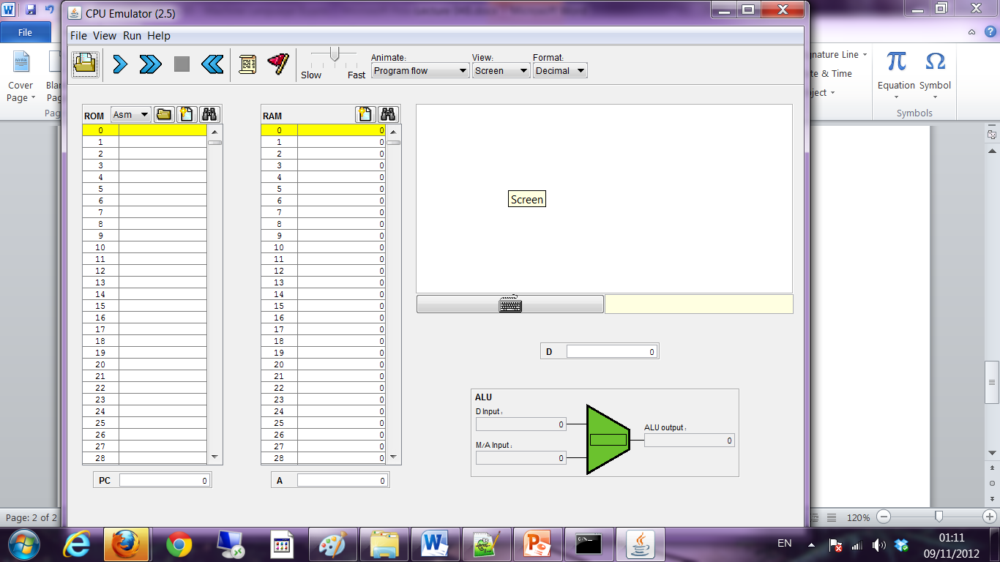 CPU Emulator (2.5)
File
File View Run Help
Cover
Page
Slow
Fast
Animate:
Program flow
View:
Screen
Format:
Decimal
gnature Line
te & Time
ject
Equation
Symbol
Symbols
ROM
Asm
RAM
0
0 0
1
1 0
2
2 0
3
3 0
4
4 0
5
5 0
6
6 0
7
7 0
8
8 0
9
9 0
10
10 0
11
11 0
12
12 0
13
13 0
14
14 0
15
15 0
16
16 0
17
17 0
18
18 0
19
19 0
20
20 0
21
21 0
22
22 0
23
23 0
24
24 0
25
25 0
26
26 0
27
27 0
28
28 0
PC 0
A 0
Screen
D 0
ALU
D Input :
0
M/A Input :
0
ALU output :
0
Page: 2 of 2
120%
EN
01:11
09/11/2012